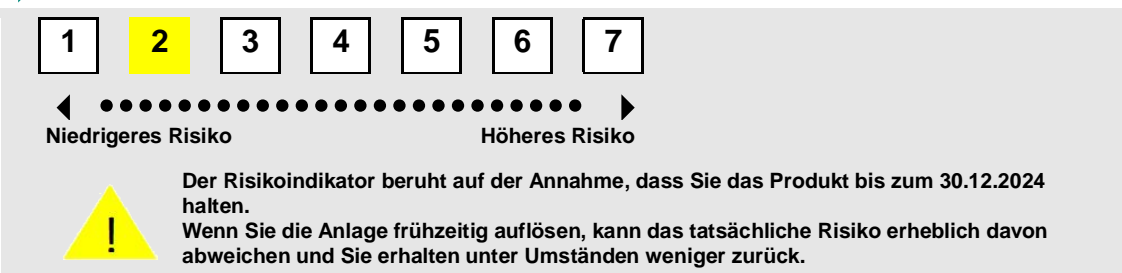 1 2 3 4 5 6 7
Niedrigeres Risiko Höheres Risiko
Der Risikoindikator beruht auf der Annahme, dass Sie das Produkt bis zum 30.12.2024
halten.
Wenn Sie die Anlage frühzeitig auflösen, kann das tatsächliche Risiko erheblich davon
abweichen und Sie erhalten unter Umständen weniger zurück.
!